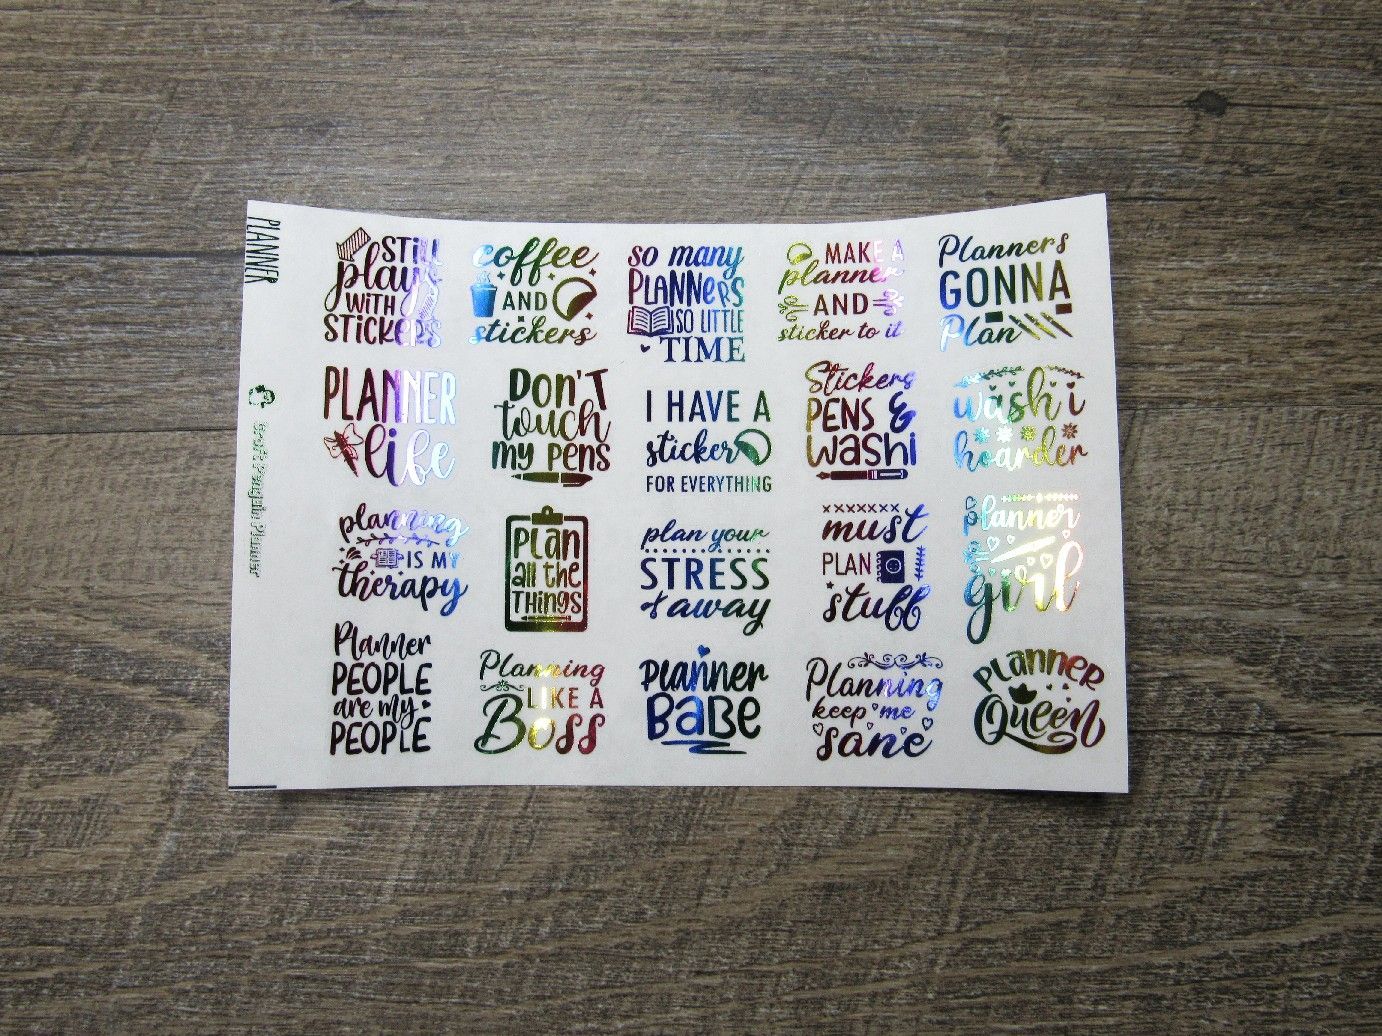 PLANNER
Craft Penguin Planner
STILL
plays
WITH
STICKERS
coffee
AND
stickers
so many
PLANNERS
SO LITTLE
TIME
MAKE A
planner
AND
sticker to it
Planners
GONNA
Plan
PLANNER
life
DON'T
touch
my pens
I HAVE A
sticker
FOR EVERYTHING
Stickers
PENS &
washi
washi
hoarder
planning
IS MY
therapy
plan
all the
THINGS
plan your
STRESS
away
must
PLAN
stuff
planner
girl
Planner
PEOPLE
are my
PEOPLE
Planning
LIKE A
BOSS
PLanner
BaBe
Planning
keep me
sane
PLANNER
Queen